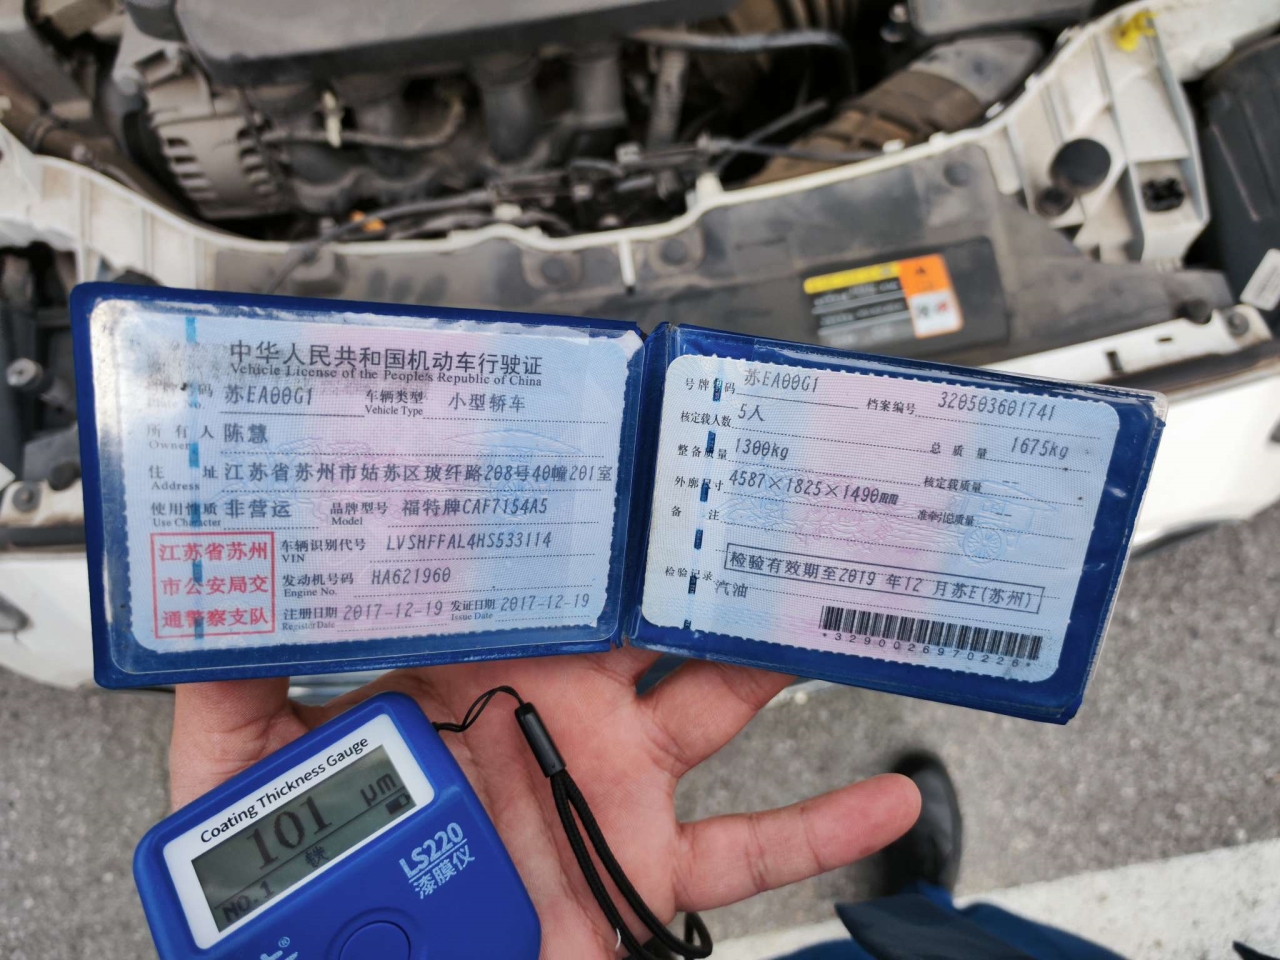 中华人民共和国机动车行驶证
Vehicle License of the People's Republic of China
号牌号码 苏EA00G1 车辆类型 小型轿车
Plate No. Vehicle Type
所有人 陈慧
Owner
住址 江苏省苏州市姑苏区玻纤路208号40幢201室
Address
使用性质 非营运 品牌型号 福特牌CAF7154A5
Use Character Model
江苏省苏州
市公安局交
通警察支队
车辆识别代号 LVSHFFAL4HS533114
VIN
发动机号码 HA621960
Engine No.
注册日期 2017-12-19 发证日期 2017-12-19
Register Date Issue Date
号牌号码 苏EA00G1 档案编号 320503601741
核定载人数 5人 总质量 1675kg
整备质量 1300kg 核定载质量 --
外廓尺寸 4587×1825×1490mm 准牵引总质量 --
备注
检验有效期至2019年12月苏E(苏州)
检验记录 汽油
*3290026970226*
Coating Thickness Gauge
101 μm
铁
NO.1
LS220
漆膜仪
®